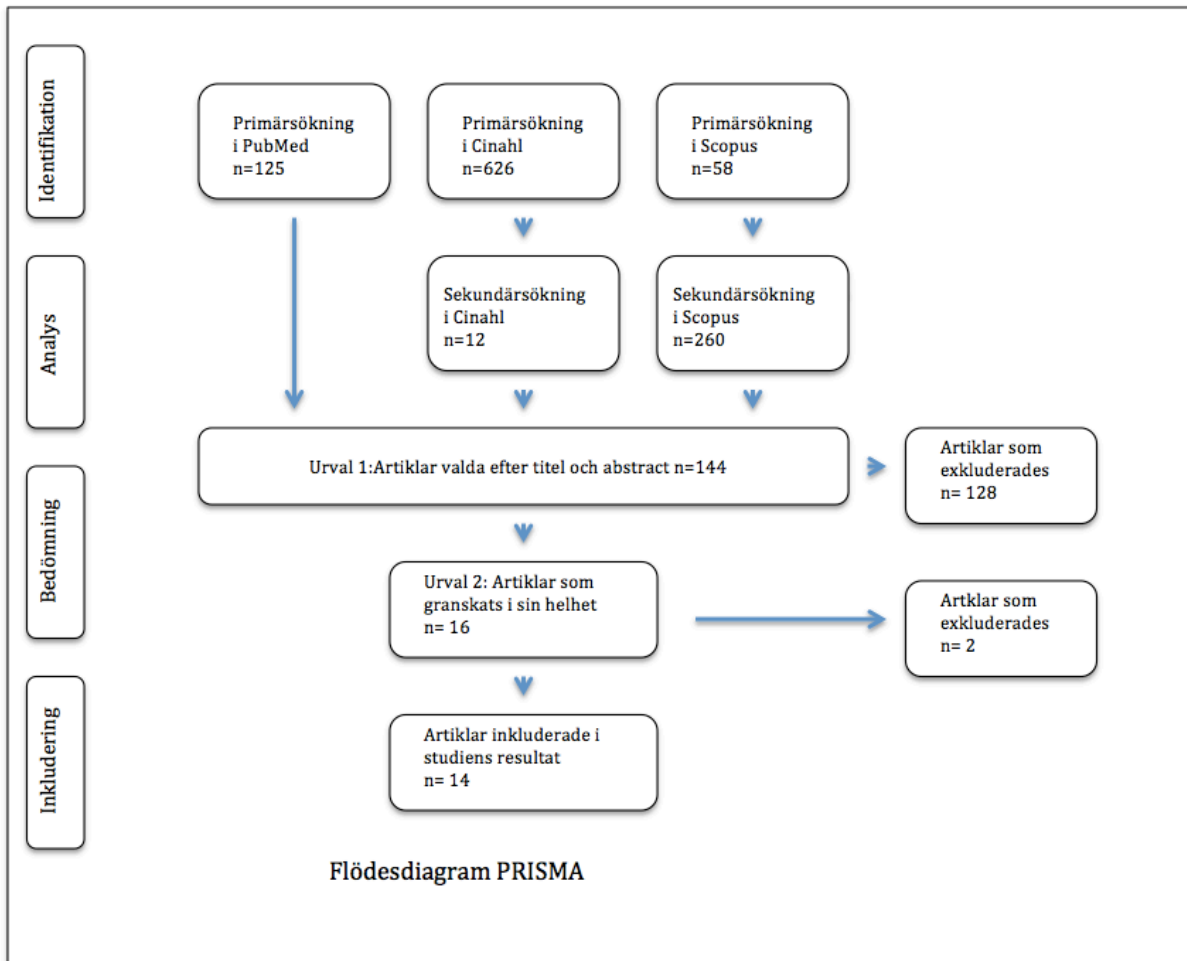 Identifikation
Primärsökning
i PubMed
n=125
Primärsökning
i Cinahl
n=626
Primärsökning
i Scopus
n=58
Analys
Sekundärsökning
i Cinahl
n=12
Sekundärsökning
i Scopus
n=260
Urval 1:Artiklar valda efter titel och abstract n=144
Artiklar som
exkluderades
n= 128
Bedömning
Urval 2: Artiklar som
granskats i sin helhet
n= 16
Artklar som
exkluderades
n= 2
Inkludering
Artiklar inkluderade i
studiens resultat
n= 14
Flödesdiagram PRISMA